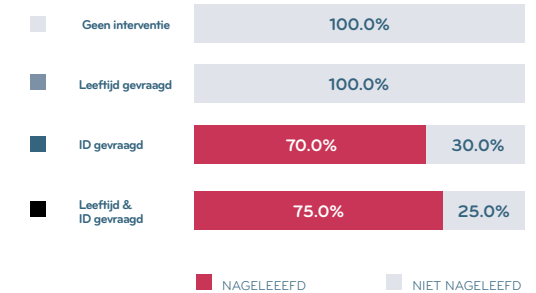 Geen interventie 100.0%
Leeftijd gevraagd 100.0%
ID gevraagd 70.0% 30.0%
Leeftijd &
ID gevraagd 75.0% 25.0%
NAGELEEEFD NIET NAGELEEFD